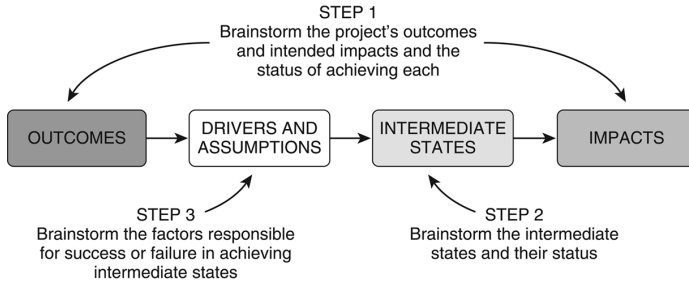 STEP 1
Brainstorm the project's outcomes
and intended impacts and the
status of achieving each
OUTCOMES
DRIVERS AND
ASSUMPTIONS
INTERMEDIATE
STATES
IMPACTS
STEP 3
Brainstorm the factors responsible
for success or failure in achieving
intermediate states
STEP 2
Brainstorm the intermediate
states and their status